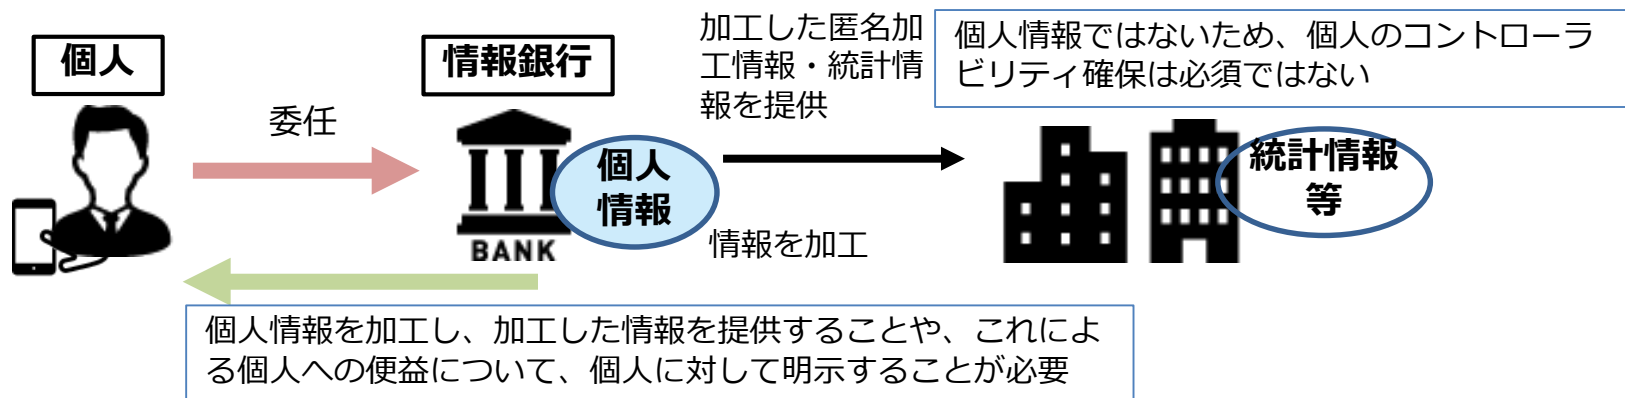 個人
委任
情報銀行
BANK
個人
情報
加工した匿名加
工情報・統計情
報を提供
情報を加工
個人情報ではないため、個人のコントローラ
ビリティ確保は必須ではない
統計情報
等
個人情報を加工し、加工した情報を提供することや、これによ
る個人への便益について、個人に対して明示することが必要